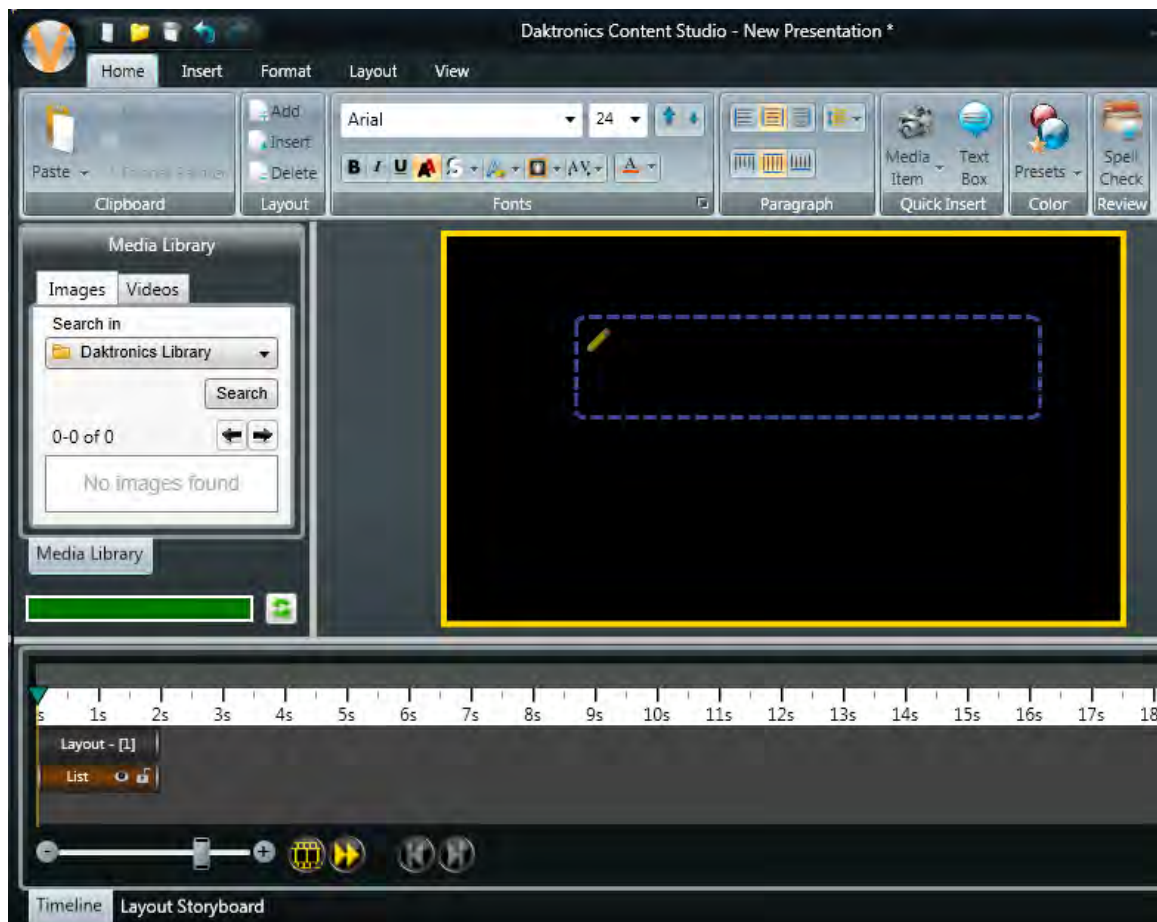 Daktronics Content Studio - New Presentation *
Home Insert Format Layout View
Add
Insert
Delete
Arial 24
Paste
B I U A S A AV A
Media Item Text Box
Presets
Spell Check
Clipboard Layout Fonts Paragraph Quick Insert Color Review
Media Library
Images Videos
Search in
Daktronics Library
Search
0-0 of 0
No images found
Media Library
s 1s 2s 3s 4s 5s 6s 7s 8s 9s 10s 11s 12s 13s 14s 15s 16s 17s 18
Layout - [1]
List
Timeline Layout Storyboard